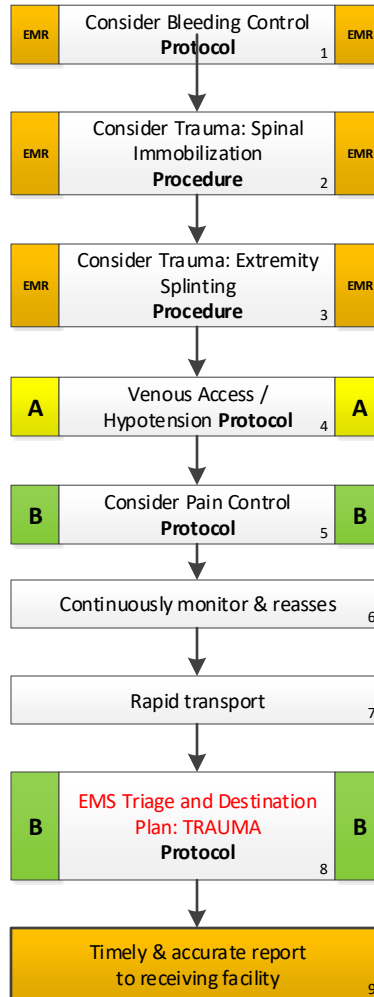 EMR
Consider Bleeding Control
Protocol
1
EMR
EMR
Consider Trauma: Spinal
Immobilization
Procedure
2
EMR
EMR
Consider Trauma: Extremity
Splinting
Procedure
3
EMR
A
Venous Access /
Hypotension Protocol
4
A
B
Consider Pain Control
Protocol
5
B
Continuously monitor & reasses
6
Rapid transport
7
B
EMS Triage and Destination
Plan: TRAUMA
Protocol
8
B
Timely & accurate report
to receiving facility
9